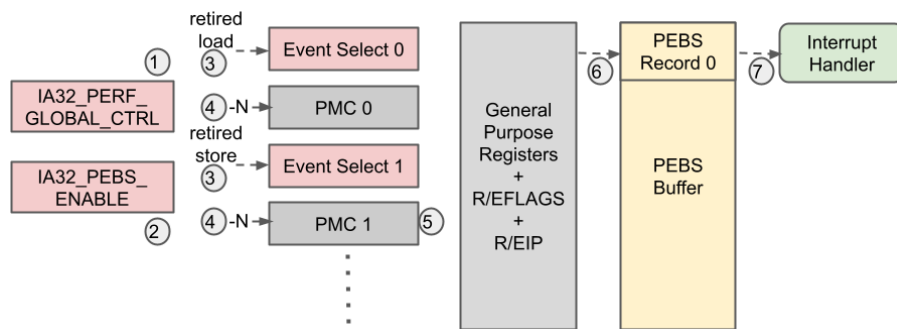 1
IA32_PERF_
GLOBAL_CTRL
IA32_PEBS_
ENABLE
2
retired
load
3
Event Select 0
4 -N
PMC 0
retired
store
3
Event Select 1
4 -N
PMC 1
5
General
Purpose
Registers
+
R/EFLAGS
+
R/EIP
6
PEBS
Record 0
PEBS
Buffer
7
Interrupt
Handler